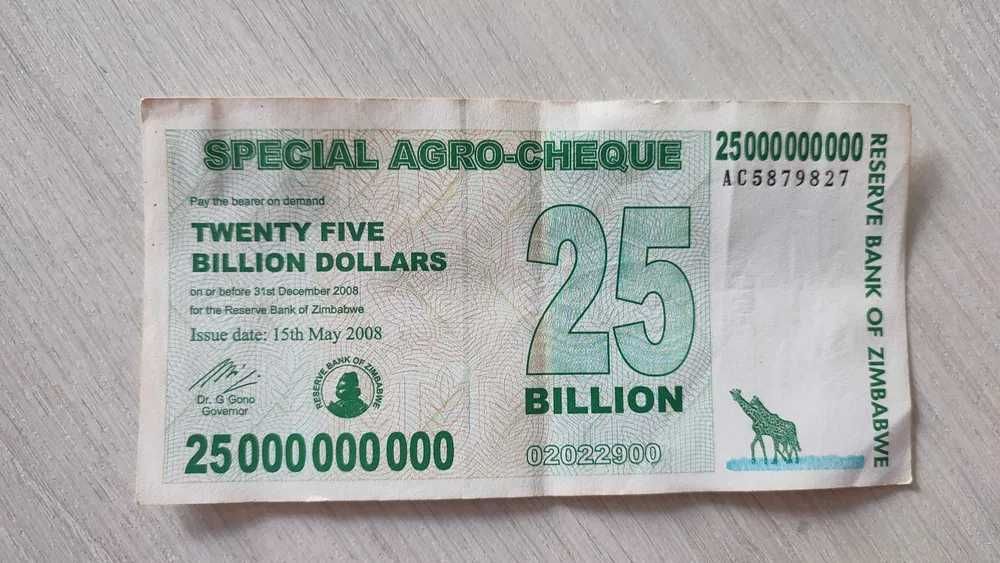 SPECIAL AGRO-CHEQUE
Pay the bearer on demand
TWENTY FIVE
BILLION DOLLARS
on or before 31st December 2008
for the Reserve Bank of Zimbabwe
Issue date: 15th May 2008
Dr. G Gono
Governor
RESERVE BANK OF ZIMBABWE
25000000000
25
BILLION
02022900
25000000000
AC5879827
RESERVE BANK OF ZIMBABWE